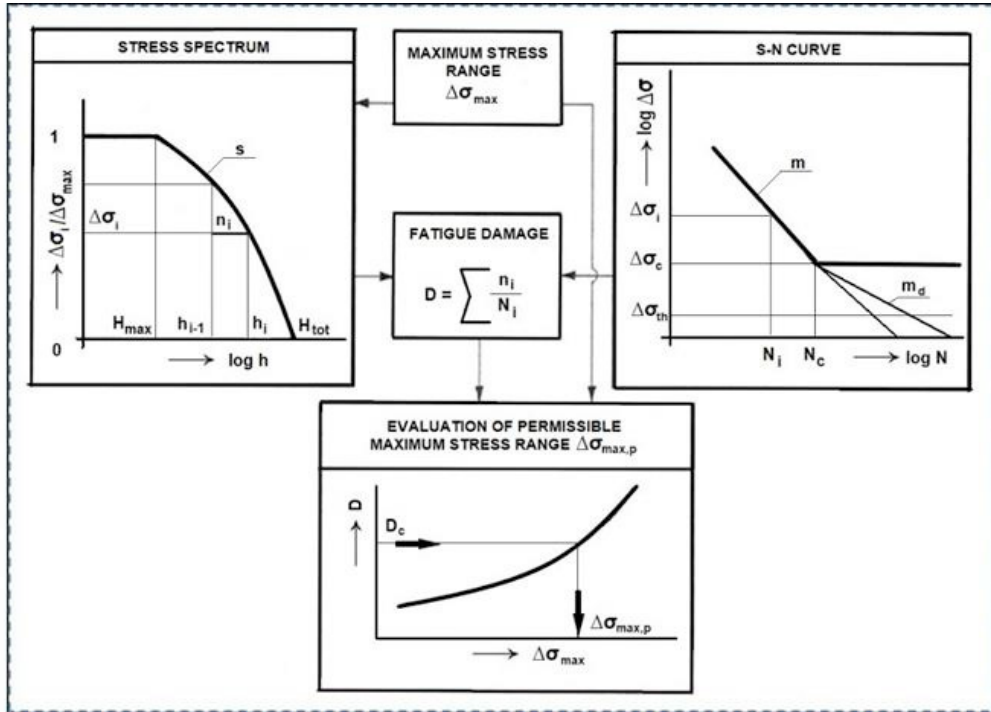 STRESS SPECTRUM
1
s
Δσi/Δσmax
Δσi
ni
Hmax
hi-1
hi
Htot
0
log h
MAXIMUM STRESS
RANGE
Δσmax
FATIGUE DAMAGE
D = ∑ ni/Ni
S-N CURVE
log Δσ
m
Δσi
Δσc
md
Δσth
Ni
Nc
log N
EVALUATION OF PERMISSIBLE
MAXIMUM STRESS RANGE Δσmax,p
D
Dc
Δσmax,p
Δσmax